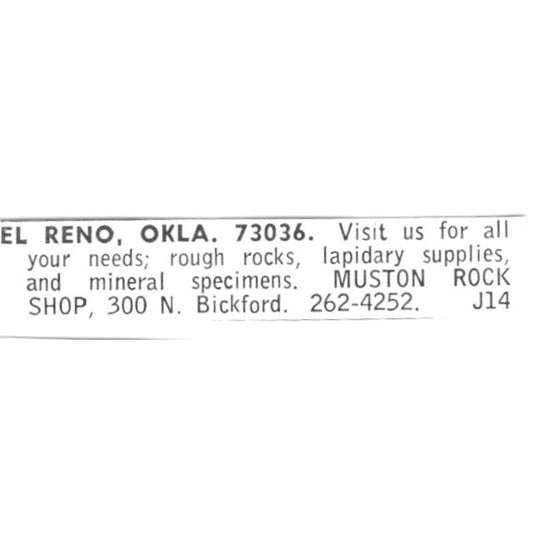 EL RENO, OKLA. 73036. Visit us for all
your needs; rough rocks, lapidary supplies,
and mineral specimens. MUSTON ROCK
SHOP, 300 N. Bickford. 262-4252. J14